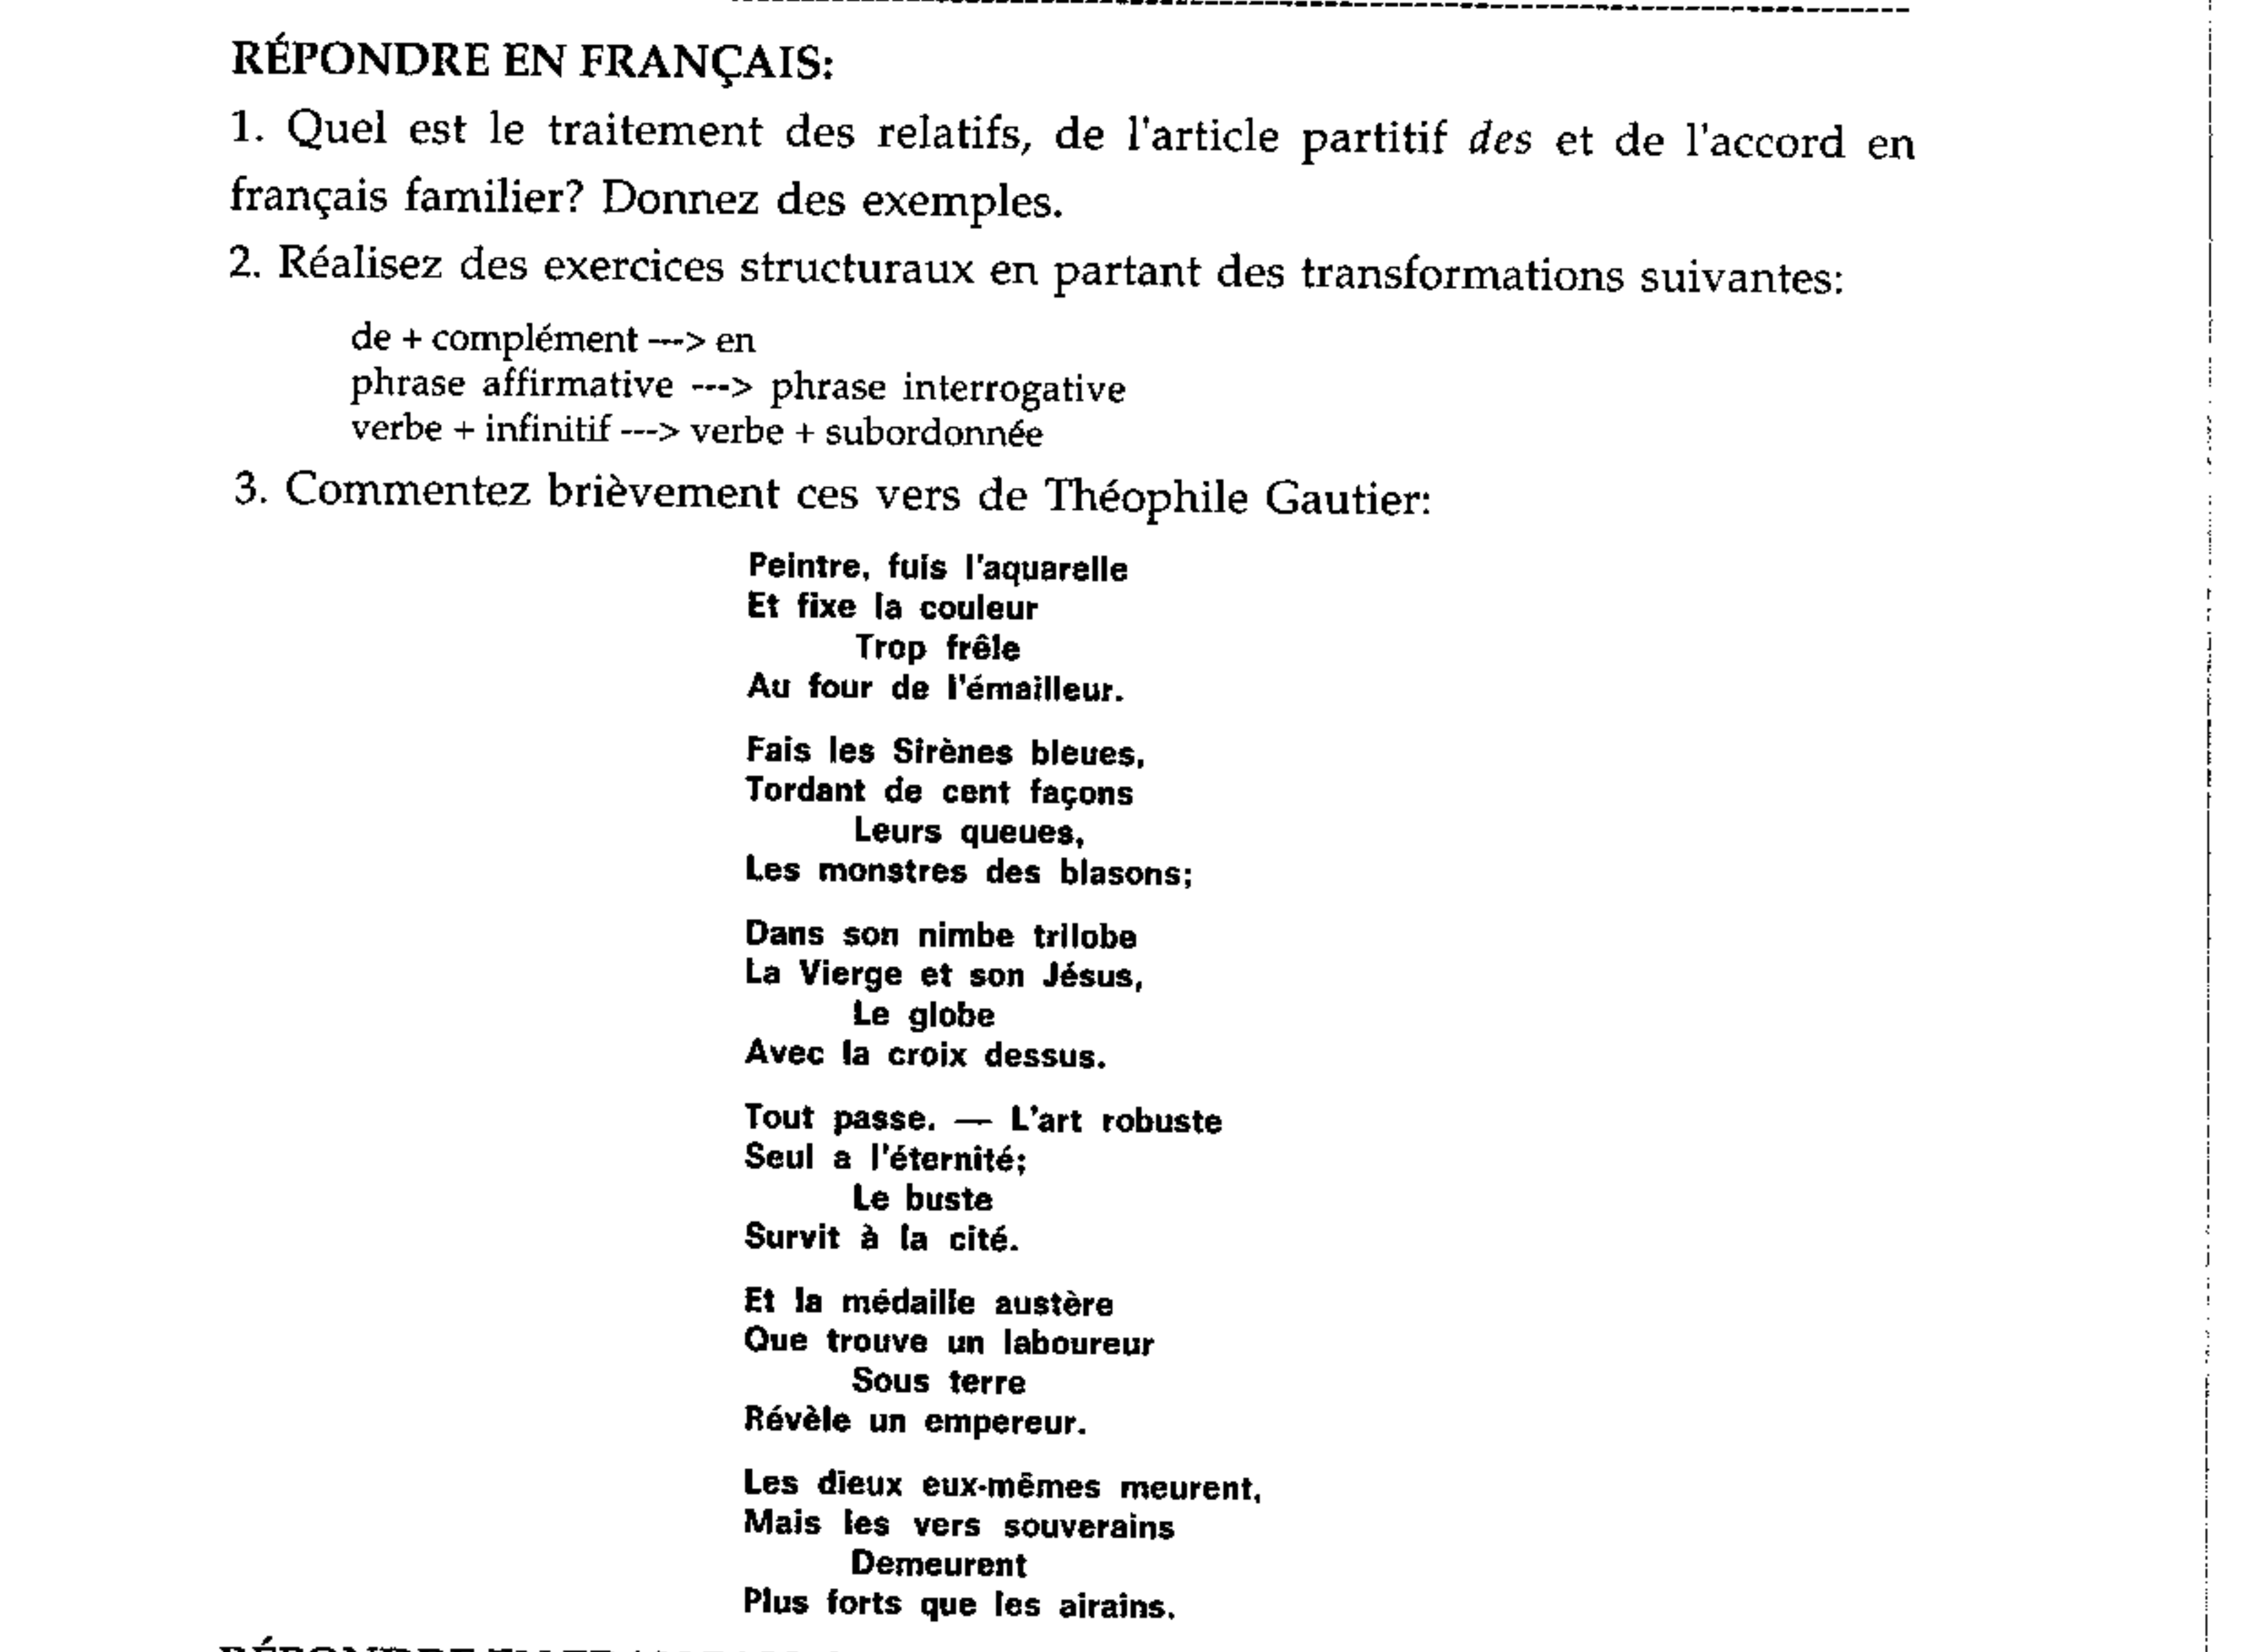 RÉPONDRE EN FRANÇAIS:
1. Quel est le traitement des relatifs, de l'article partitif des et de l'accord en
français familier? Donnez des exemples.
2. Réalisez des exercices structuraux en partant des transformations suivantes:
de + complément ---> en
phrase affirmative ---> phrase interrogative
verbe + infinitif ---> verbe + subordonnée
3. Commentez brièvement ces vers de Théophile Gautier:
Peintre, fuis l'aquarelle
Et fixe la couleur
Trop frêle
Au four de l'émailleur.
Fais les Sirènes bleues,
Tordant de cent façons
Leurs queues,
Les monstres des blasons;
Dans son nimbe trilobe
La Vierge et son Jésus,
Le globe
Avec la croix dessus.
Tout passe. — L'art robuste
Seul a l'éternité;
Le buste
Survit à la cité.
Et la médaille austère
Que trouve un laboureur
Sous terre
Révèle un empereur.
Les dieux eux-mêmes meurent,
Mais les vers souverains
Demeurent
Plus forts que les airains.